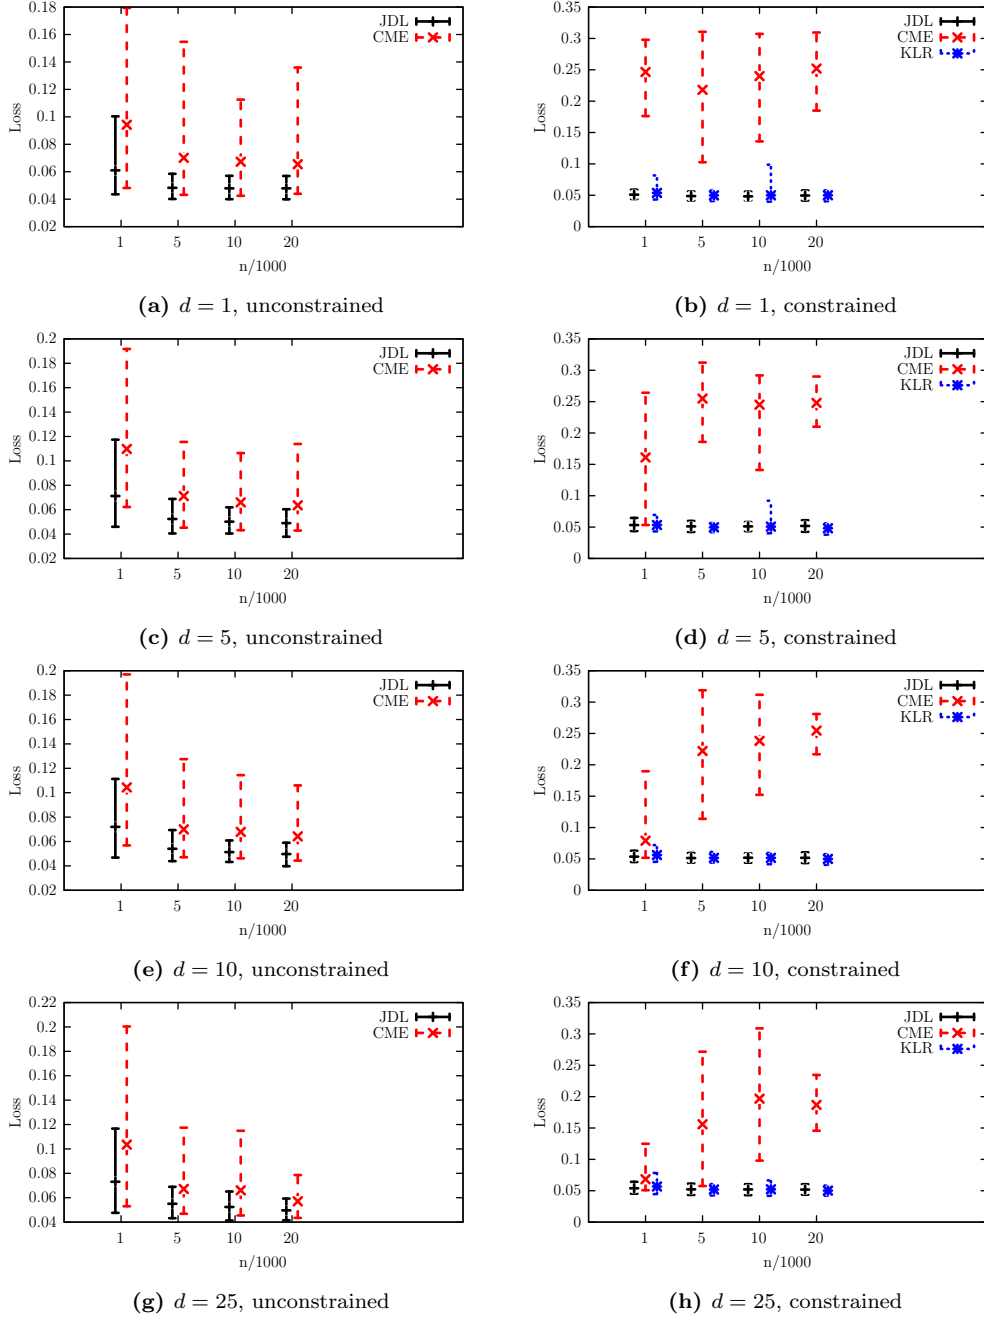 0.18
0.16
0.14
0.12
0.1
0.08
0.06
0.04
0.02
Loss
1 5 10 20
n/1000
JDL
CME
(a) d = 1, unconstrained
0.35
0.3
0.25
0.2
0.15
0.1
0.05
0
Loss
1 5 10 20
n/1000
JDL
CME
KLR
(b) d = 1, constrained
0.2
0.18
0.16
0.14
0.12
0.1
0.08
0.06
0.04
0.02
Loss
1 5 10 20
n/1000
JDL
CME
(c) d = 5, unconstrained
0.35
0.3
0.25
0.2
0.15
0.1
0.05
0
Loss
1 5 10 20
n/1000
JDL
CME
KLR
(d) d = 5, constrained
0.2
0.18
0.16
0.14
0.12
0.1
0.08
0.06
0.04
0.02
Loss
1 5 10 20
n/1000
JDL
CME
(e) d = 10, unconstrained
0.35
0.3
0.25
0.2
0.15
0.1
0.05
0
Loss
1 5 10 20
n/1000
JDL
CME
KLR
(f) d = 10, constrained
0.22
0.2
0.18
0.16
0.14
0.12
0.1
0.08
0.06
0.04
Loss
1 5 10 20
n/1000
JDL
CME
(g) d = 25, unconstrained
0.35
0.3
0.25
0.2
0.15
0.1
0.05
0
Loss
1 5 10 20
n/1000
JDL
CME
KLR
(h) d = 25, constrained